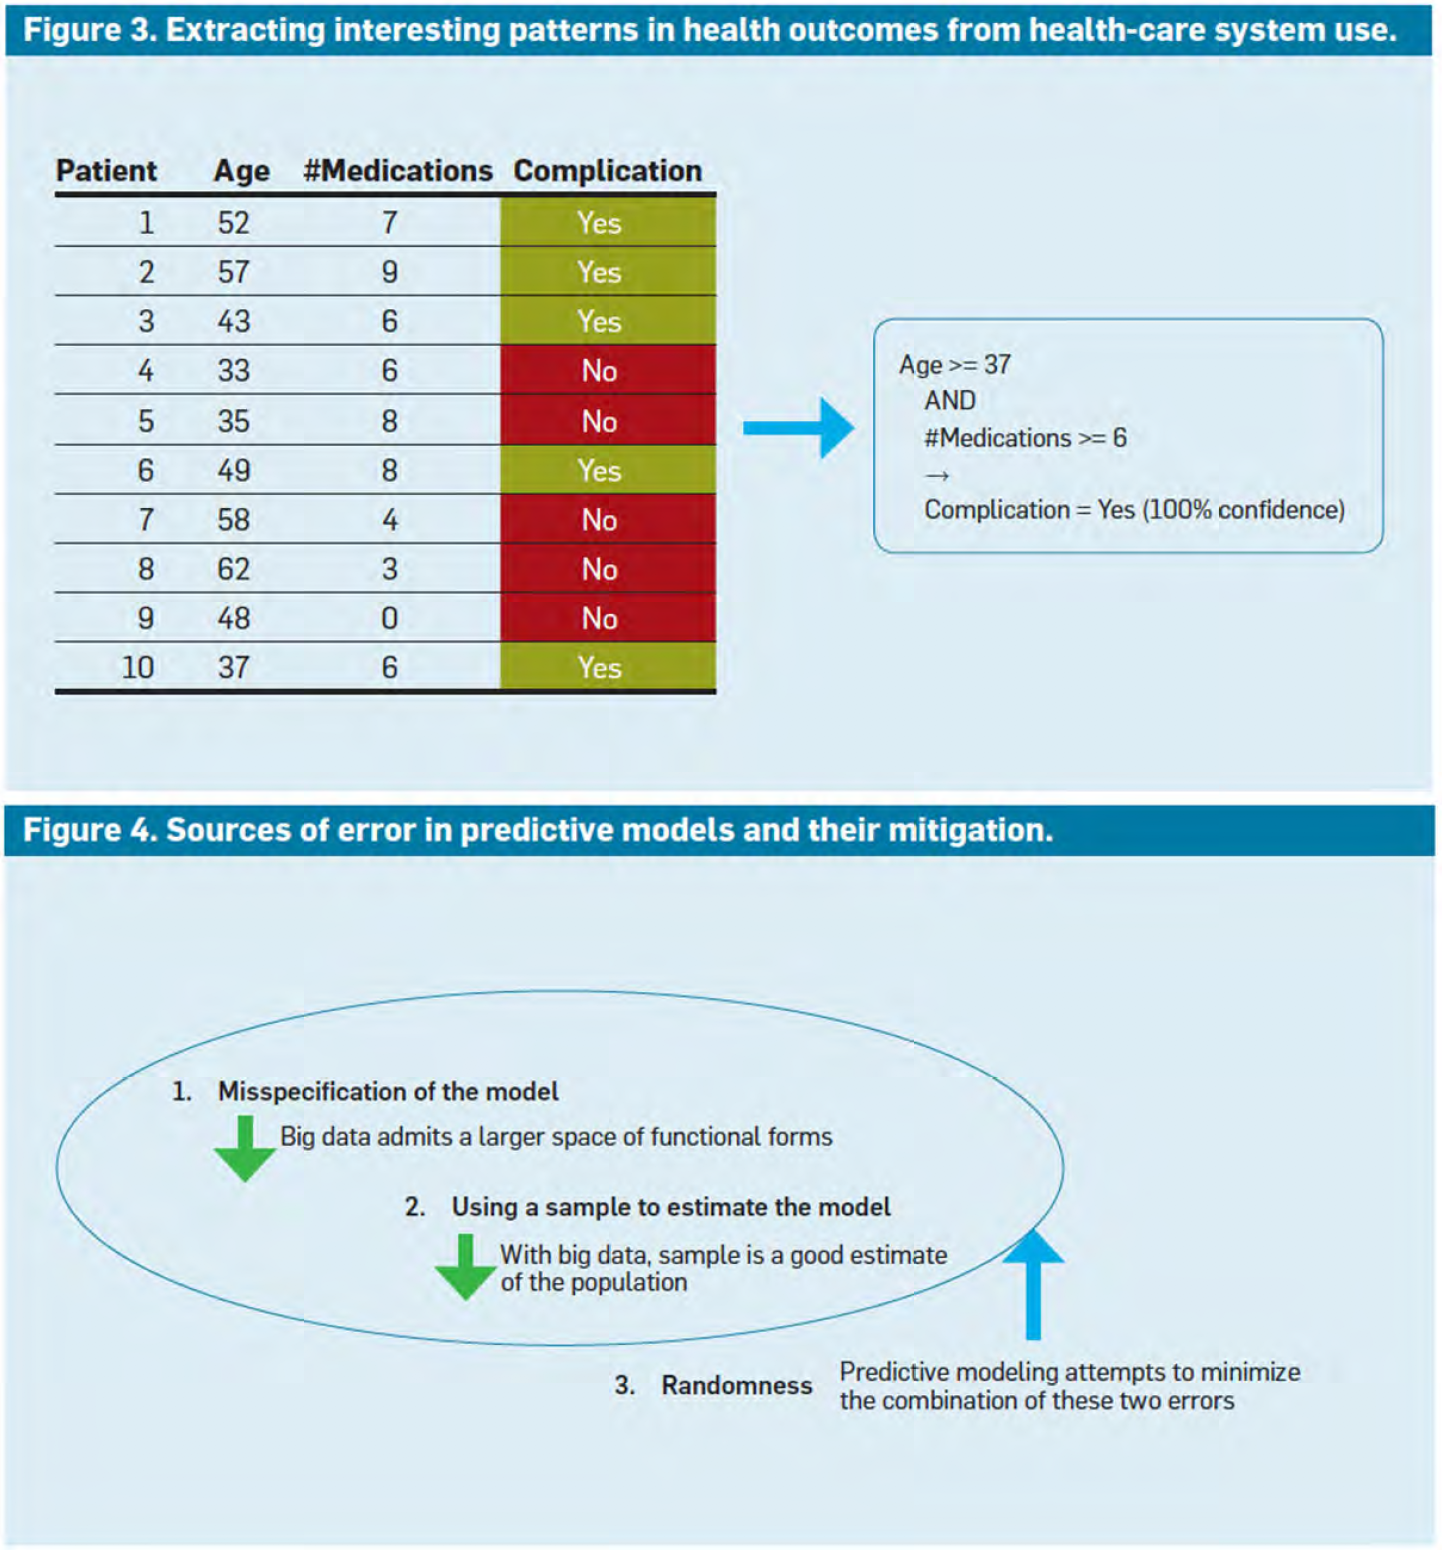 Figure 3. Extracting interesting patterns in health outcomes from health-care system use.
Patient Age #Medications Complication
1 52 7 Yes
2 57 9 Yes
3 43 6 Yes
4 33 6 No
5 35 8 No
6 49 8 Yes
7 58 4 No
8 62 3 No
9 48 0 No
10 37 6 Yes
Age >= 37
AND
#Medications >= 6
→
Complication = Yes (100% confidence)
Figure 4. Sources of error in predictive models and their mitigation.
1. Misspecification of the model
Big data admits a larger space of functional forms
2. Using a sample to estimate the model
With big data, sample is a good estimate
of the population
3. Randomness
Predictive modeling attempts to minimize
the combination of these two errors